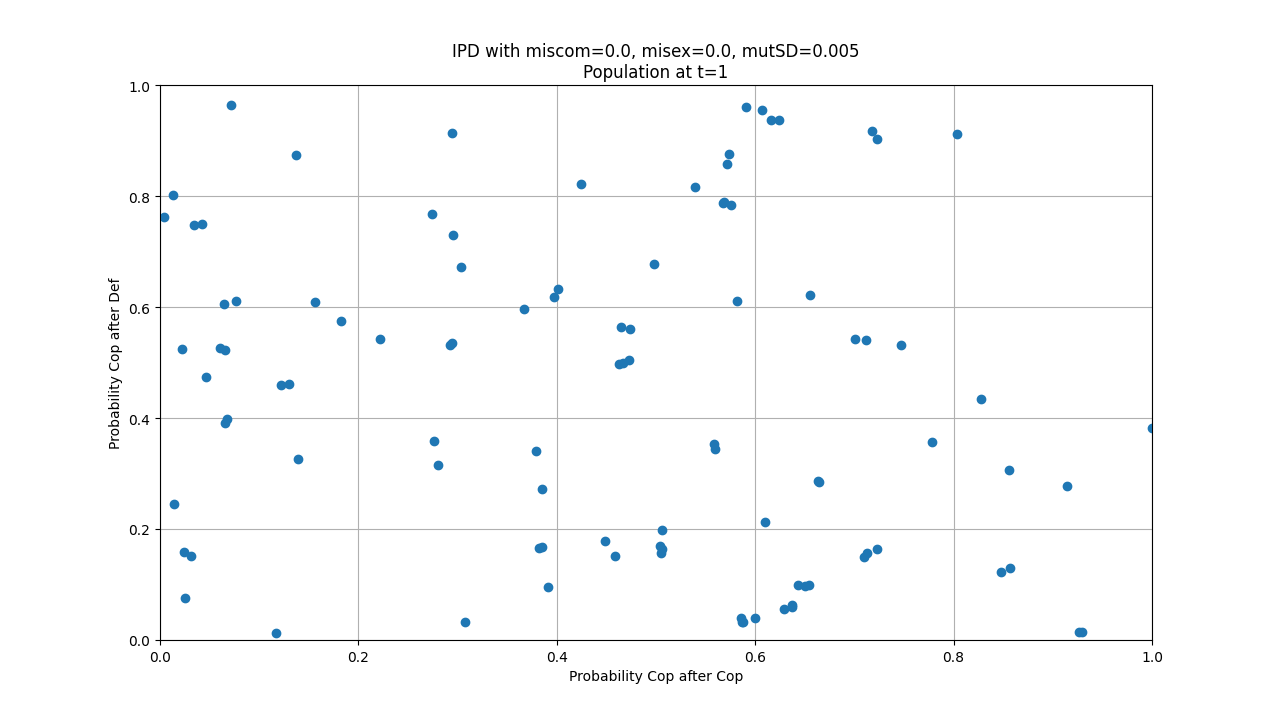 IPD with miscom=0.0, misex=0.0, mutSD=0.005
Population at t=1
1.0
0.8
0.6
0.4
0.2
0.0
Probability Cop after Def
0.0 0.2 0.4 0.6 0.8 1.0
Probability Cop after Cop